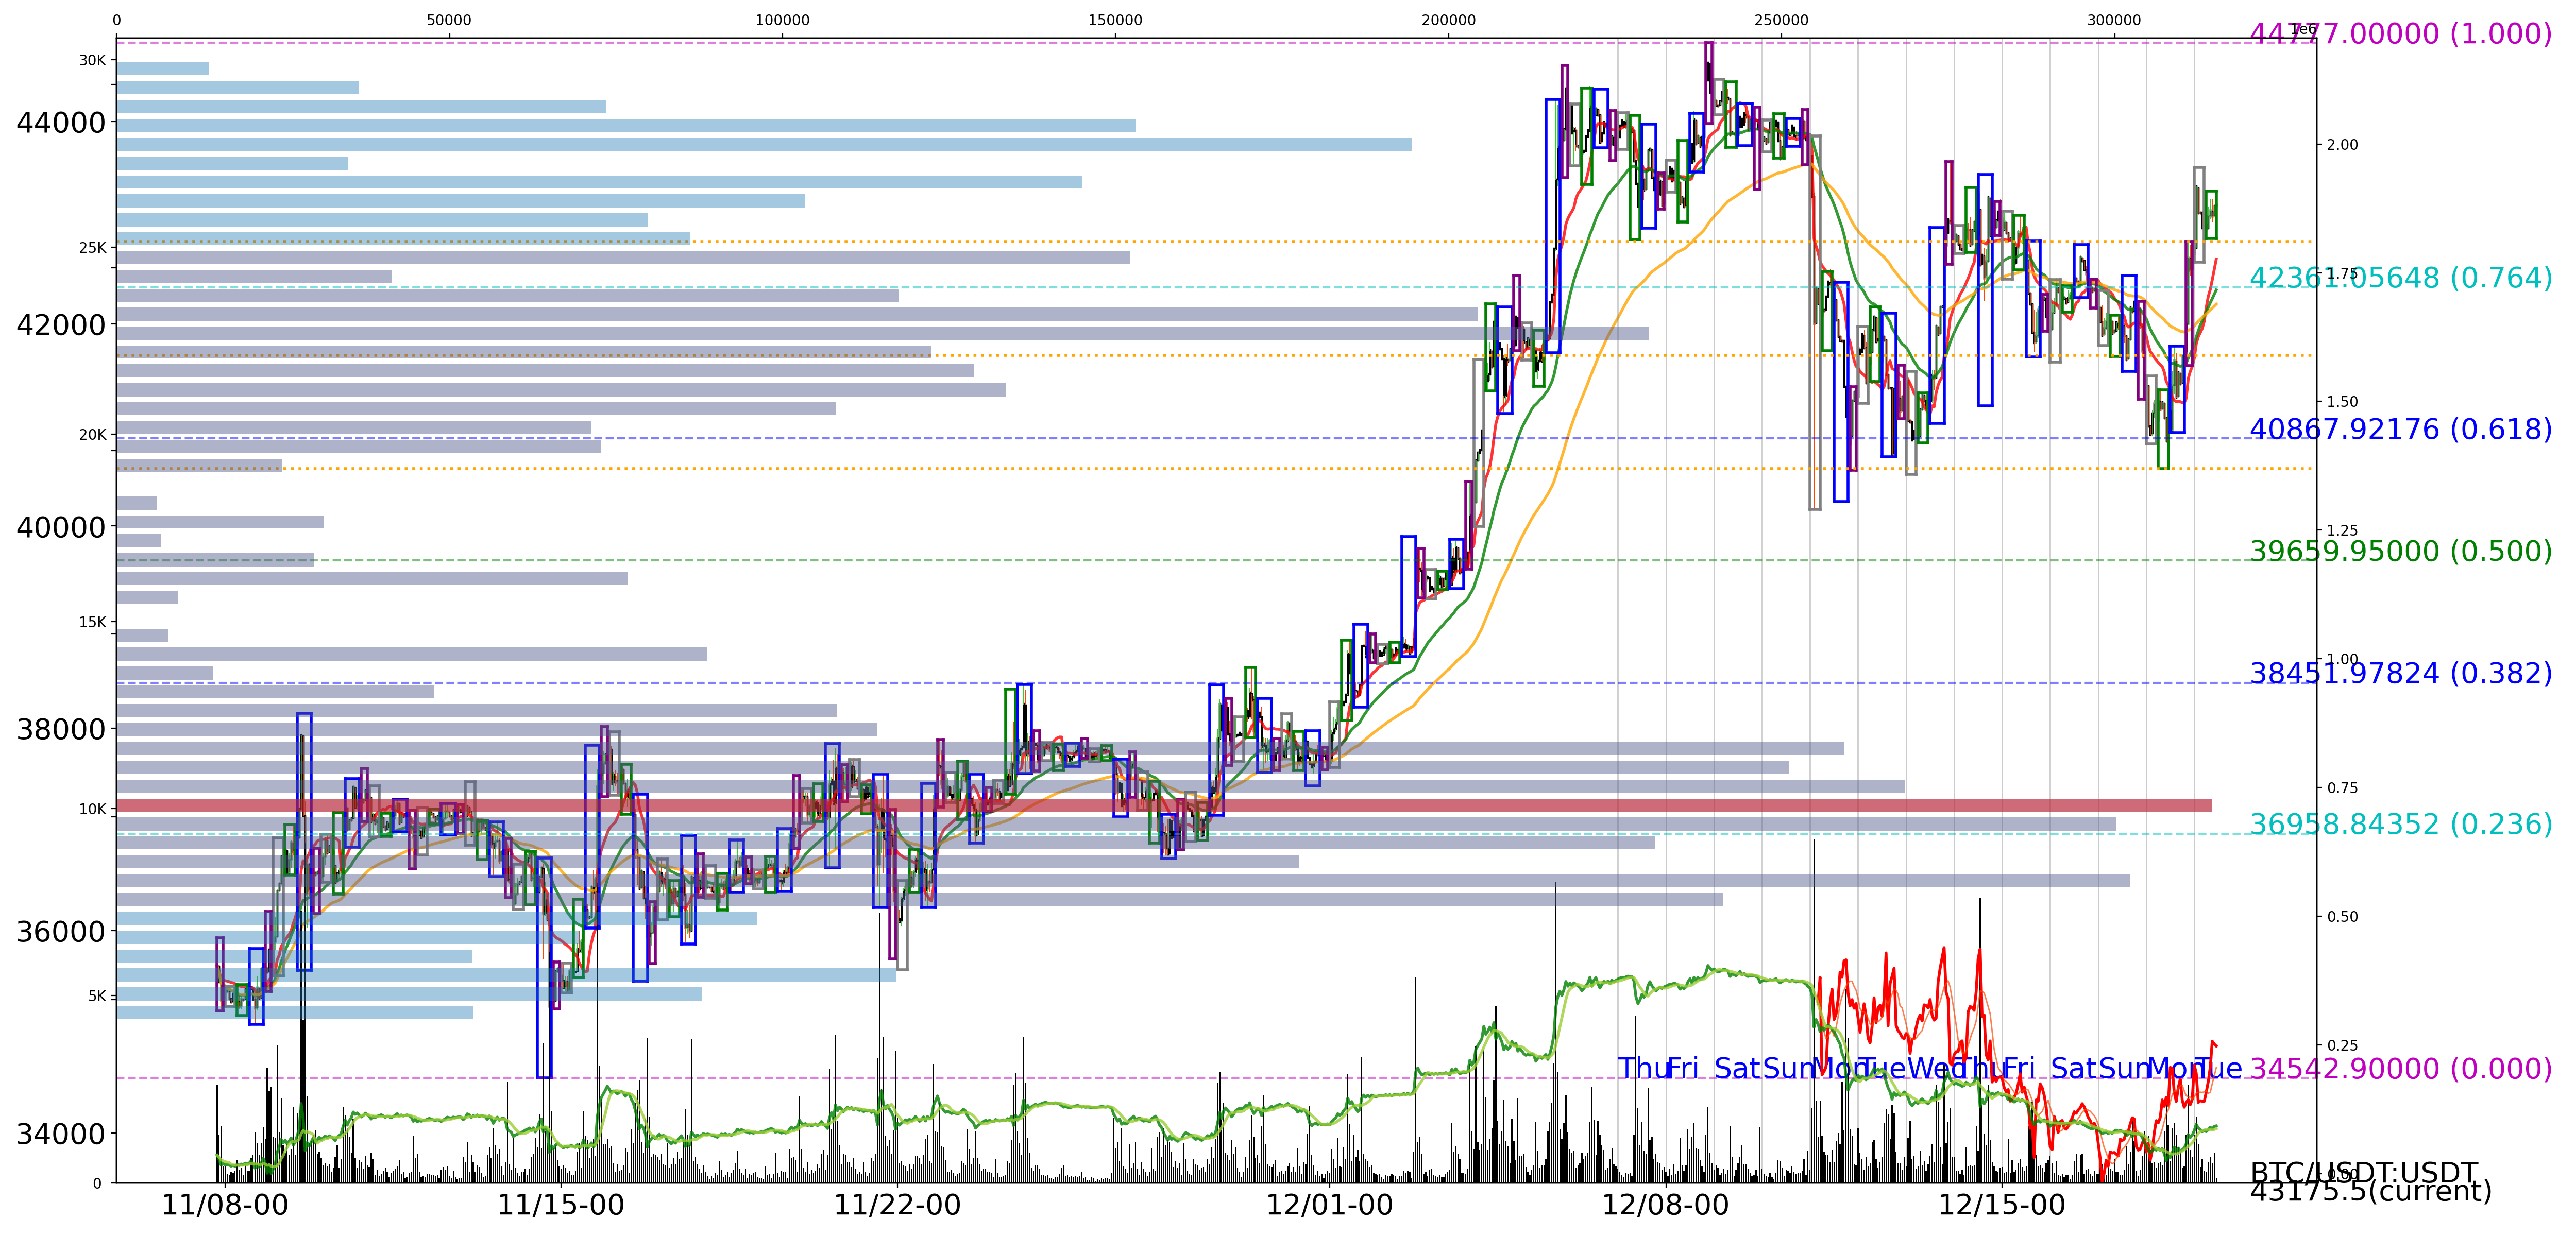 0 50000 100000 150000 200000 250000 300000
1e6
44777.00000 (1.000)
30K
44000
2.00
25K
1.75
42361.05648 (0.764)
42000
1.50
20K
40867.92176 (0.618)
40000
1.25
39659.95000 (0.500)
15K
1.00
38451.97824 (0.382)
38000
0.75
10K
36958.84352 (0.236)
36000
0.50
5K
0.25
Thu Fri Sat Sun Mon Tue Wed Thu Fri Sat Sun Mon Tue
34542.90000 (0.000)
34000
0.00
BTC/USDT:USDT
0
43175.5(current)
11/08-00 11/15-00 11/22-00 12/01-00 12/08-00 12/15-00